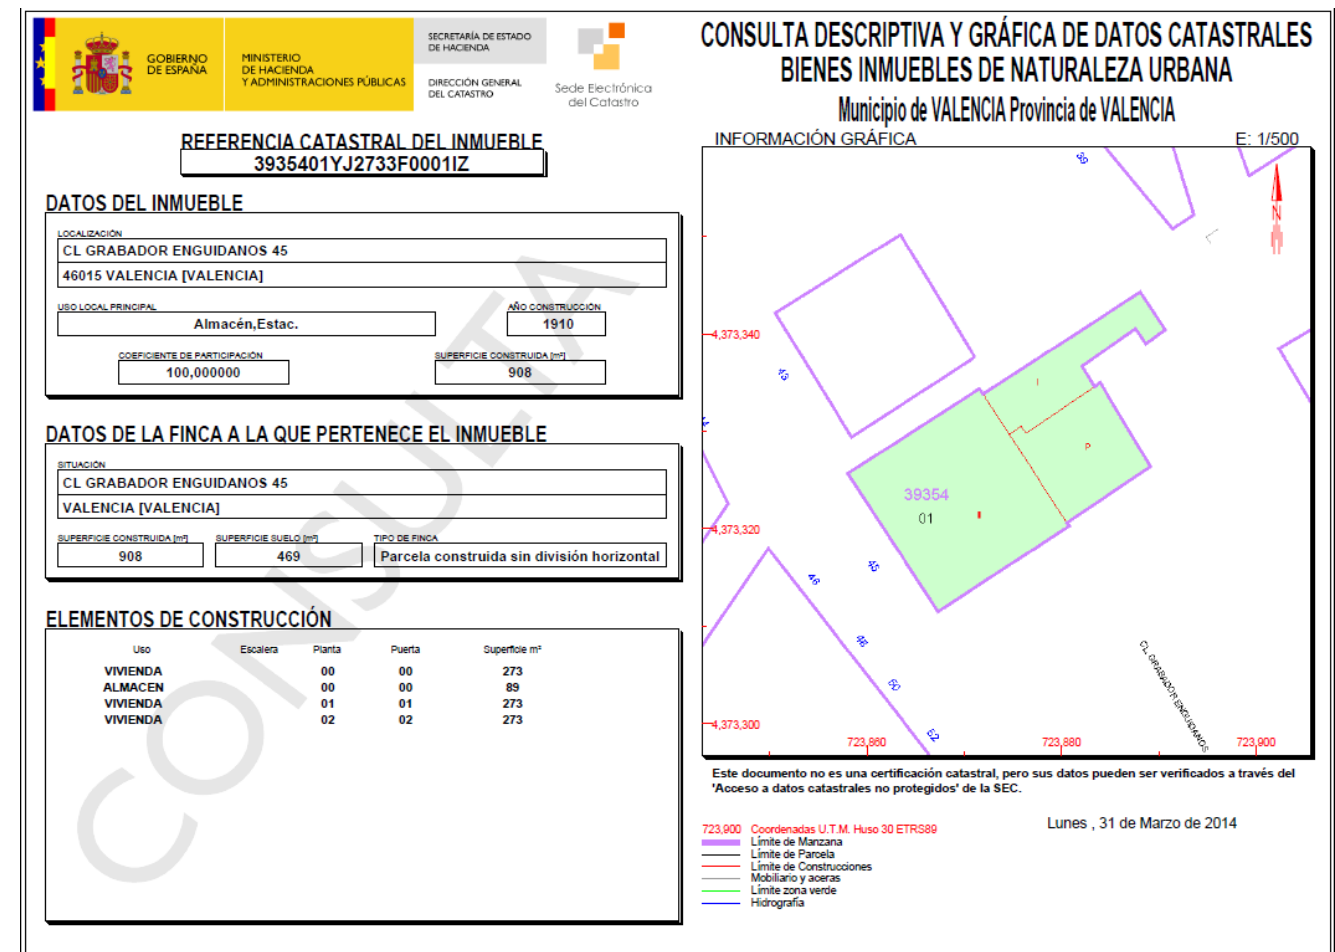 GOBIERNO
DE ESPAÑA
MINISTERIO
DE HACIENDA
Y ADMINISTRACIONES PÚBLICAS
SECRETARÍA DE ESTADO
DE HACIENDA
DIRECCIÓN GENERAL
DEL CATASTRO
Sede Electrónica
del Catastro
REFERENCIA CATASTRAL DEL INMUEBLE
3935401YJ2733F0001IZ
DATOS DEL INMUEBLE
LOCALIZACIÓN
CL GRABADOR ENGUIDANOS 45
46015 VALENCIA [VALENCIA]
USO LOCAL PRINCIPAL AÑO CONSTRUCCIÓN
Almacén,Estac. 1910
COEFICIENTE DE PARTICIPACIÓN SUPERFICIE CONSTRUIDA [m²]
100,000000 908
DATOS DE LA FINCA A LA QUE PERTENECE EL INMUEBLE
SITUACIÓN
CL GRABADOR ENGUIDANOS 45
VALENCIA [VALENCIA]
SUPERFICIE CONSTRUIDA [m²] SUPERFICIE SUELO [m²] TIPO DE FINCA
908 469 Parcela construida sin división horizontal
ELEMENTOS DE CONSTRUCCIÓN
Uso Escalera Planta Puerta Superficie m²
VIVIENDA 00 00 273
ALMACEN 00 00 89
VIVIENDA 01 01 273
VIVIENDA 02 02 273
CONSULTA
CONSULTA DESCRIPTIVA Y GRÁFICA DE DATOS CATASTRALES
BIENES INMUEBLES DE NATURALEZA URBANA
Municipio de VALENCIA Provincia de VALENCIA
INFORMACIÓN GRÁFICA E: 1/500
39
N
4,373,340
43
I
P
39354
01
4,373,320
45
46
48
50
52
CL GRABADOR ENGUIDANOS
4,373,300
723,860 723,880 723,900
Este documento no es una certificación catastral, pero sus datos pueden ser verificados a través del
'Acceso a datos catastrales no protegidos' de la SEC.
Lunes , 31 de Marzo de 2014
723,900 Coordenadas U.T.M. Huso 30 ETRS89
Límite de Manzana
Límite de Parcela
Límite de Construcciones
Mobiliario y aceras
Límite zona verde
Hidrografía